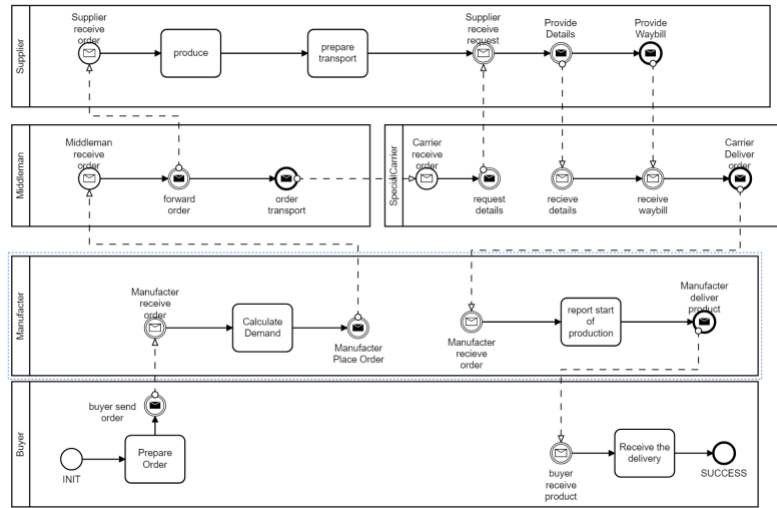 Supplier
Supplier
receive
order
produce
prepare
transport
Supplier
receive
request
Provide
Details
Provide
Waybill
Middleman
Middleman
receive
order
forward
order
order
transport
SpecialCarrier
Carrier
receive
order
request
details
recieve
details
receive
waybill
Carrier
Deliver
order
Manufacter
Manufacter
receive
order
Calculate
Demand
Manufacter
Place Order
Manufacter
recieve
order
report start
of
production
Manufacter
deliver
product
Buyer
INIT
buyer send
order
Prepare
Order
buyer
receive
product
Receive the
delivery
SUCCESS